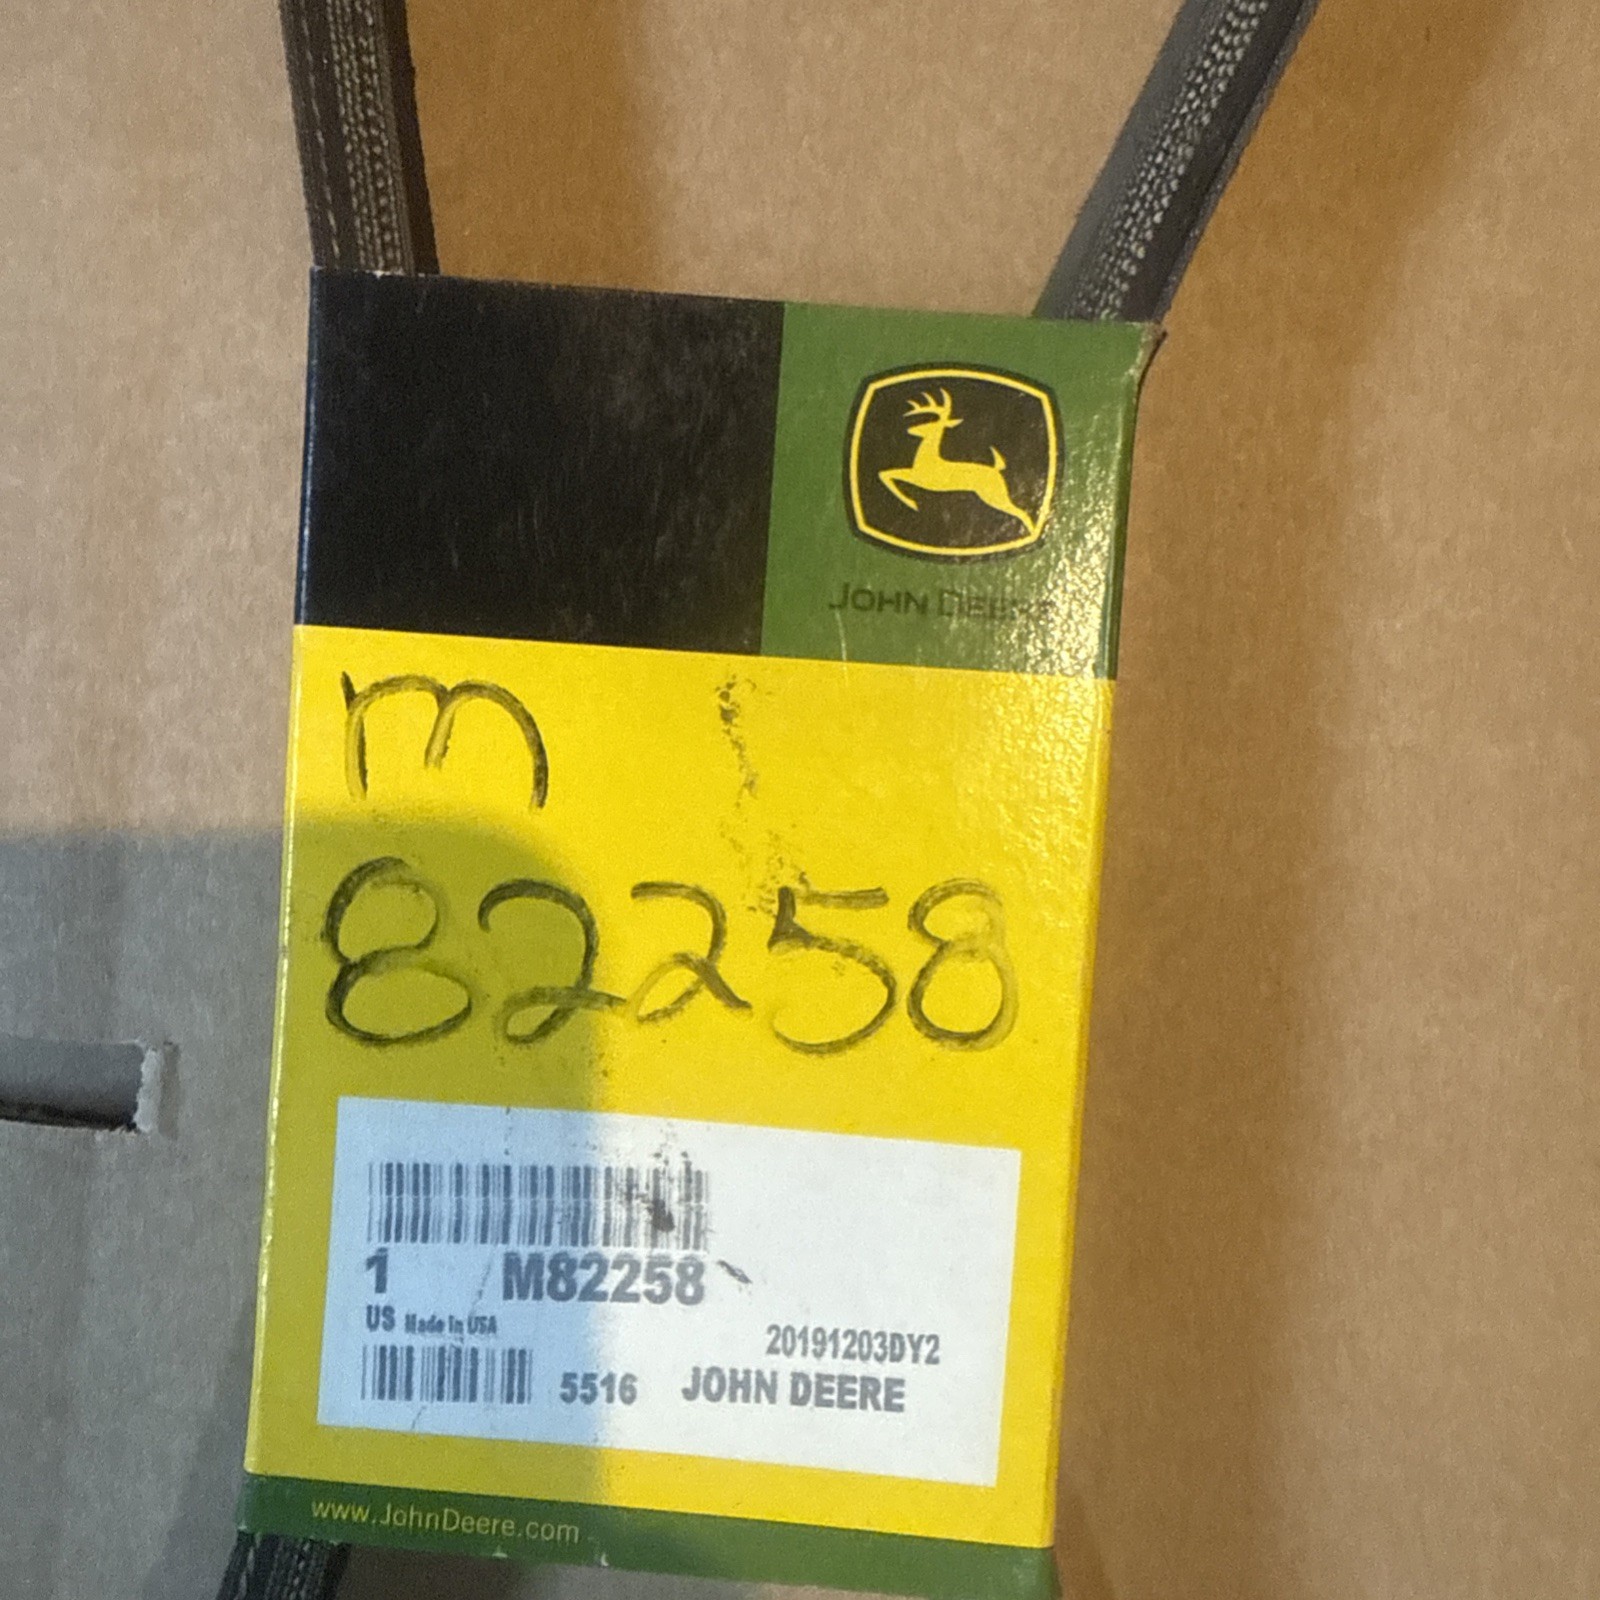 JOHN DEERE
m
82258
1 M82258
US Made In USA
20191203DY2
5516 JOHN DEERE
www.JohnDeere.com